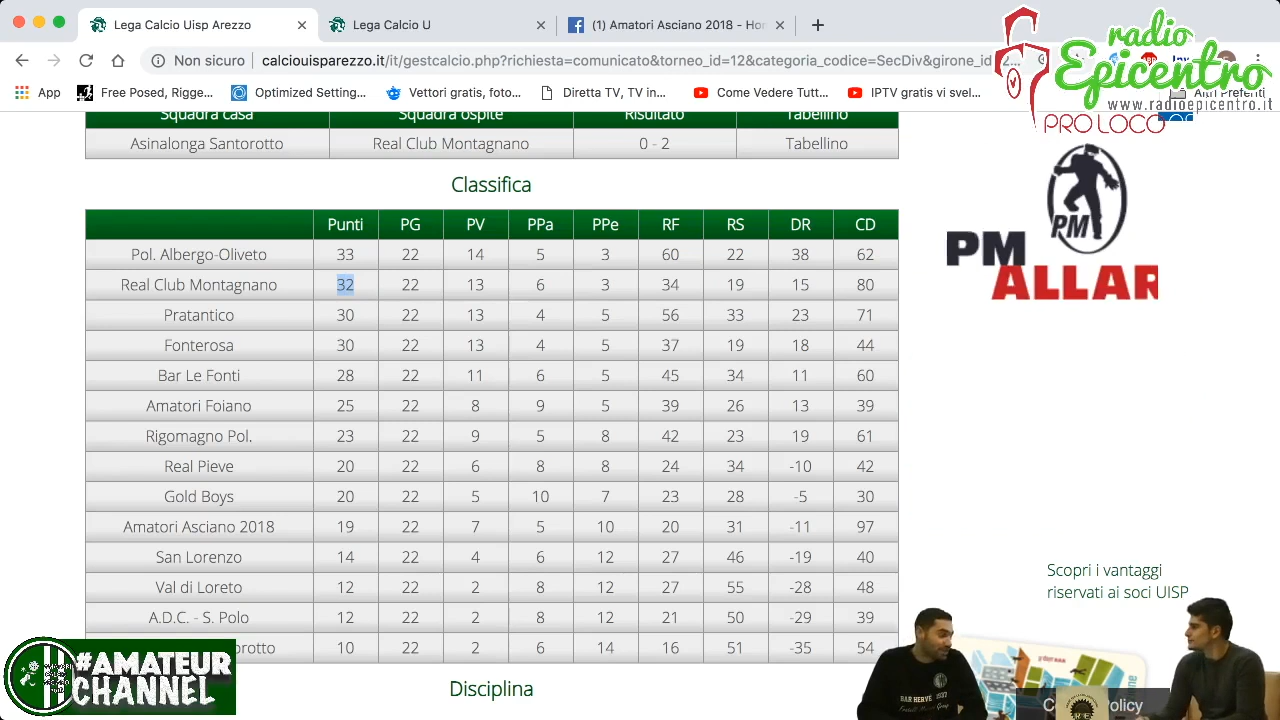 Lega Calcio Uisp Arezzo
Lega Calcio U
(1) Amatori Asciano 2018 - Hor
Non sicuro
calciouisparezzo.it/it/gestcalcio.php?richiesta=comunicato&torneo_id=12&categoria_codice=SecDiv&girone_id
App
Free Posed, Rigge...
Optimized Setting...
Vettori gratis, foto...
Diretta TV, TV in...
Come Vedere Tutt...
IPTV gratis vi svel...
Altri Preferiti
radio
Epicentro
www.radioepicentro.it
PRO LOCO
Squadra casa Squadra ospite Risultato Tabellino
Asinalonga Santorotto Real Club Montagnano 0 - 2 Tabellino
Classifica
Punti PG PV PPa PPe RF RS DR CD
Pol. Albergo-Oliveto 33 22 14 5 3 60 22 38 62
Real Club Montagnano 32 22 13 6 3 34 19 15 80
Pratantico 30 22 13 4 5 56 33 23 71
Fonterosa 30 22 13 4 5 37 19 18 44
Bar Le Fonti 28 22 11 6 5 45 34 11 60
Amatori Foiano 25 22 8 9 5 39 26 13 39
Rigomagno Pol. 23 22 9 5 8 42 23 19 61
Real Pieve 20 22 6 8 8 24 34 -10 42
Gold Boys 20 22 5 10 7 23 28 -5 30
Amatori Asciano 2018 19 22 7 5 10 20 31 -11 97
San Lorenzo 14 22 4 6 12 27 46 -19 40
Val di Loreto 12 22 2 8 12 27 55 -28 48
A.D.C. - S. Polo 12 22 2 8 12 21 50 -29 39
orotto 10 22 2 6 14 16 51 -35 54
Disciplina
PM
PM
ALLAR
Scopri i vantaggi
riservati ai soci UISP
#AMATEUR
CHANNEL
BAR HERVE
Policy